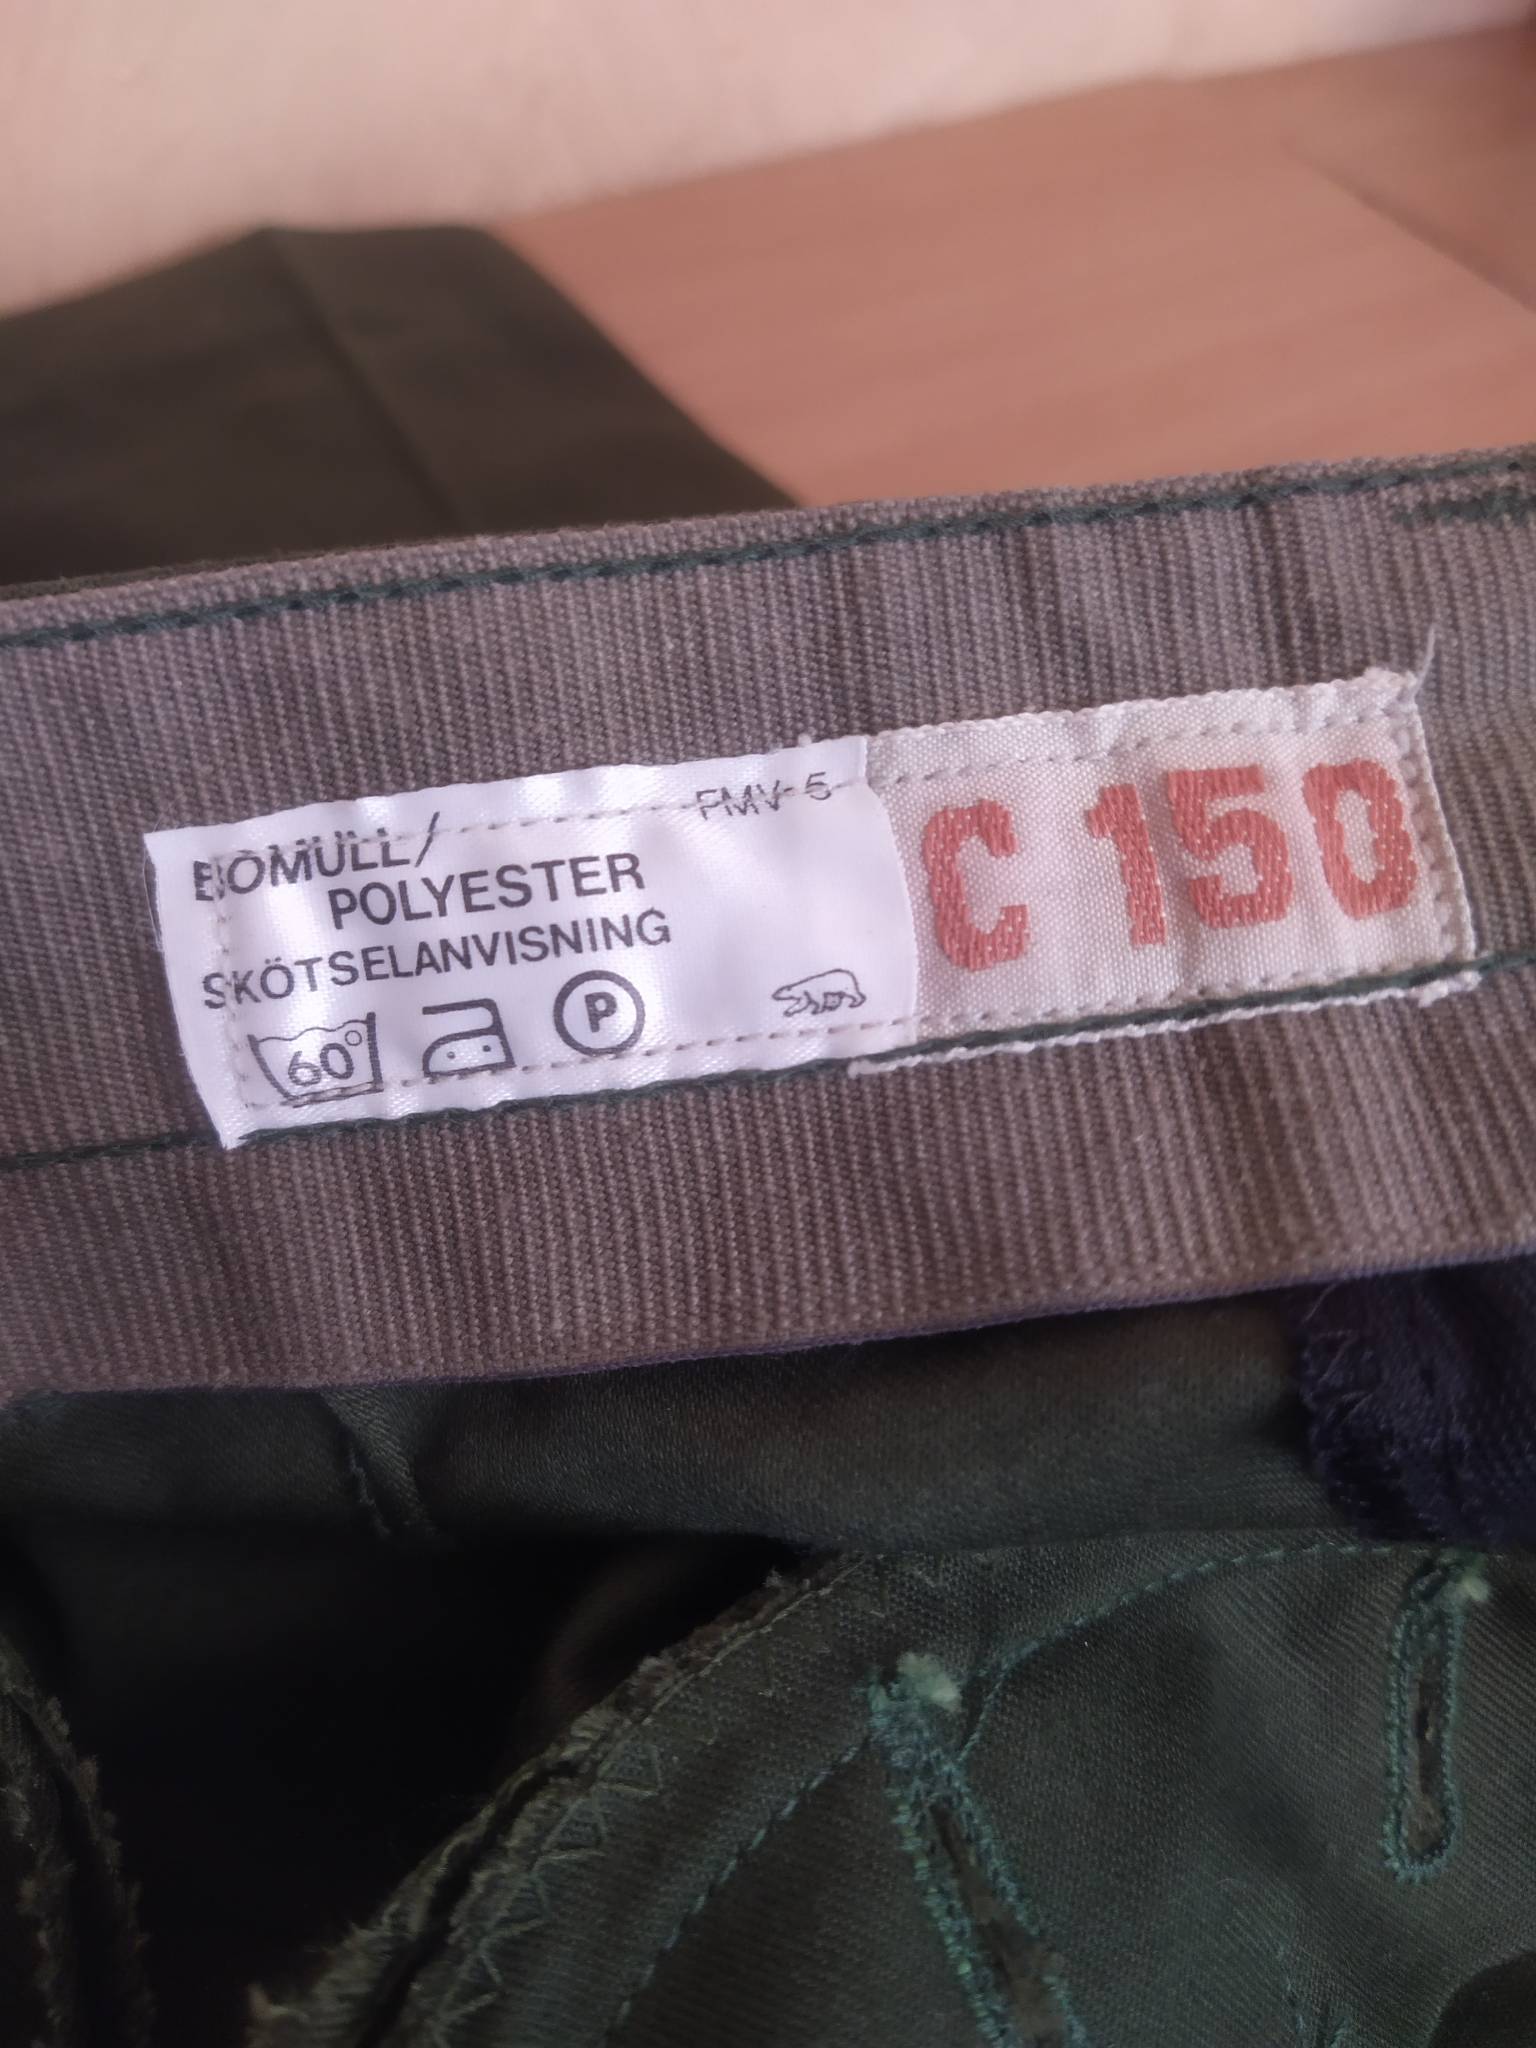 FMV 5
BOMULL/
POLYESTER
SKÖTSELANVISNING
60°
P
C 150